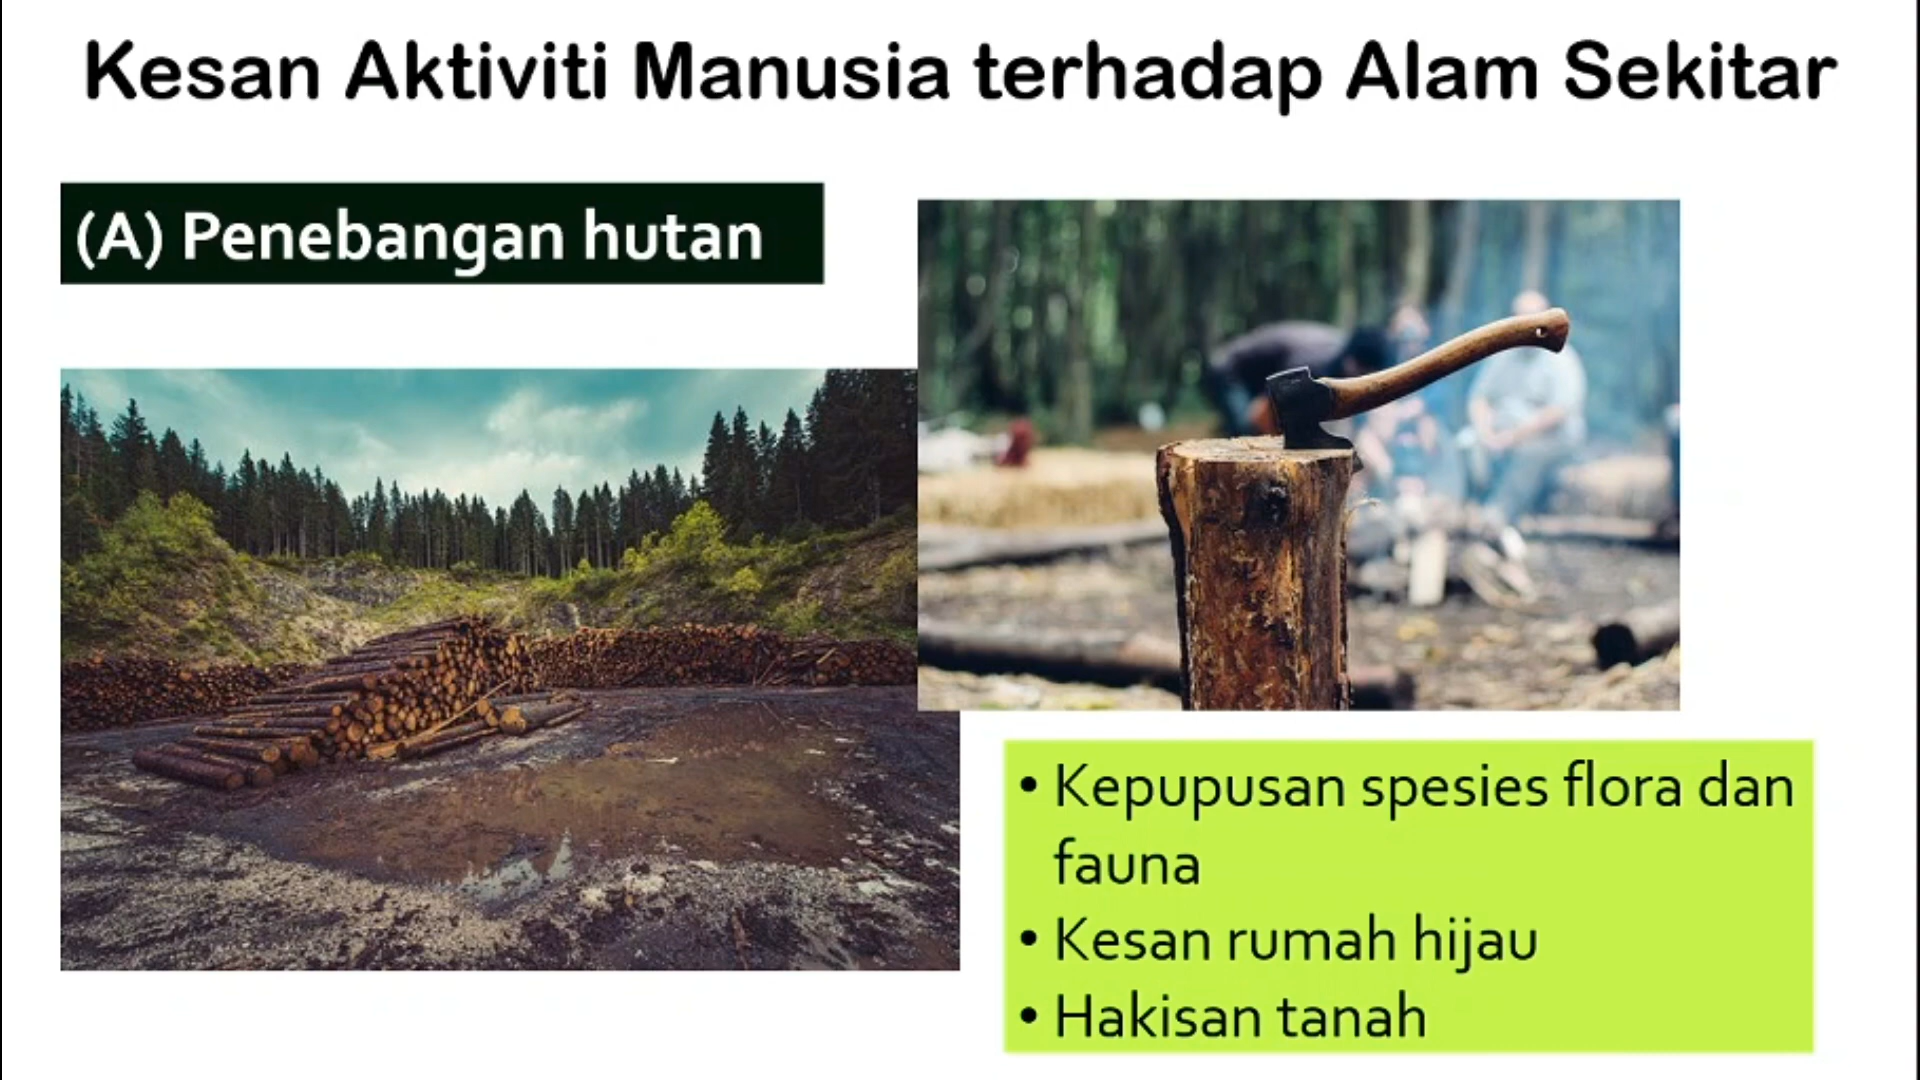 Kesan Aktiviti Manusia terhadap Alam Sekitar
(A) Penebangan hutan
• Kepupusan spesies flora dan
fauna
• Kesan rumah hijau
• Hakisan tanah